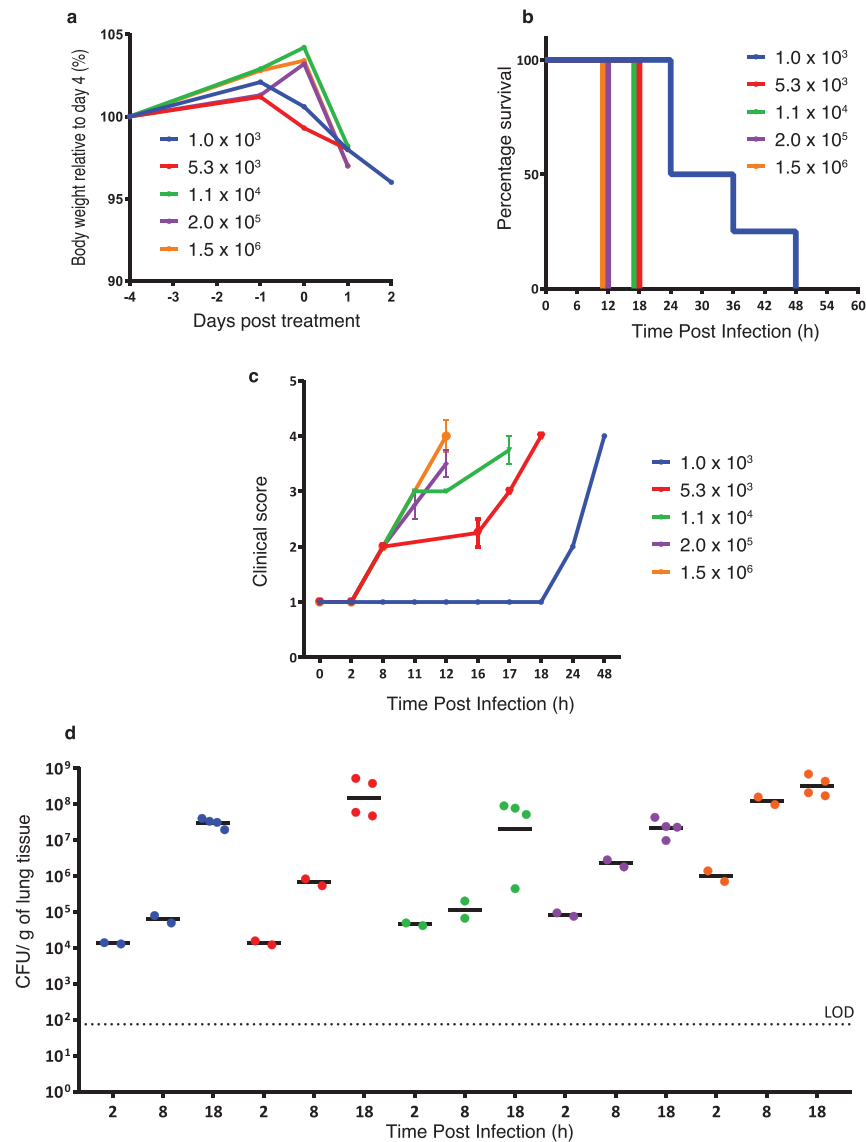 a
Body weight relative to day 4 (%)
105
100
95
90
1.0 x 10³
5.3 x 10³
1.1 x 10⁴
2.0 x 10⁵
1.5 x 10⁶
-4 -3 -2 -1 0 1 2
Days post treatment
b
Percentage survival
100
50
0
1.0 x 10³
5.3 x 10³
1.1 x 10⁴
2.0 x 10⁵
1.5 x 10⁶
0 6 12 18 24 30 36 42 48 54 60
Time Post Infection (h)
c
Clinical score
5
4
3
2
1
0
1.0 x 10³
5.3 x 10³
1.1 x 10⁴
2.0 x 10⁵
1.5 x 10⁶
0 2 8 11 12 16 17 18 24 48
Time Post Infection (h)
d
CFU/ g of lung tissue
10⁹
10⁸
10⁷
10⁶
10⁵
10⁴
10³
10²
10¹
10⁰
LOD
2 8 18 2 8 18 2 8 18 2 8 18 2 8 18
Time Post Infection (h)